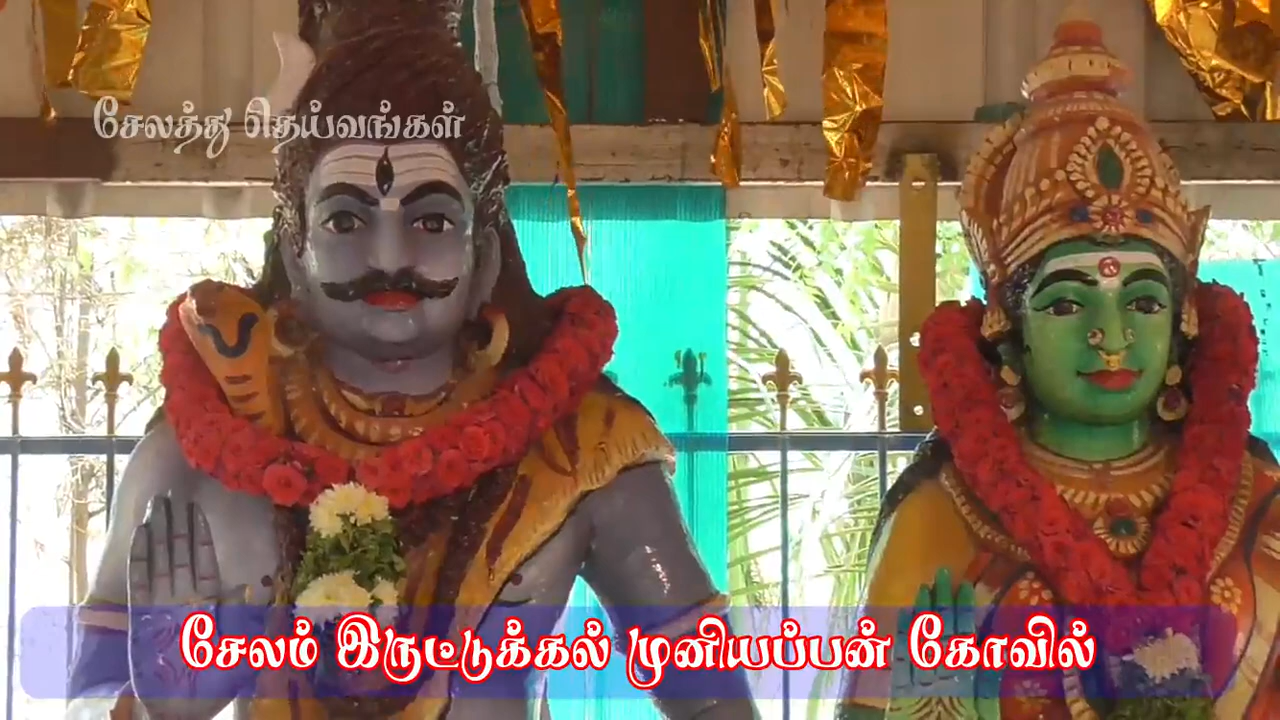 சேலத்து தெய்வங்கள்
சேலம் இருட்டுக்கல் முனியப்பன் கோவில்